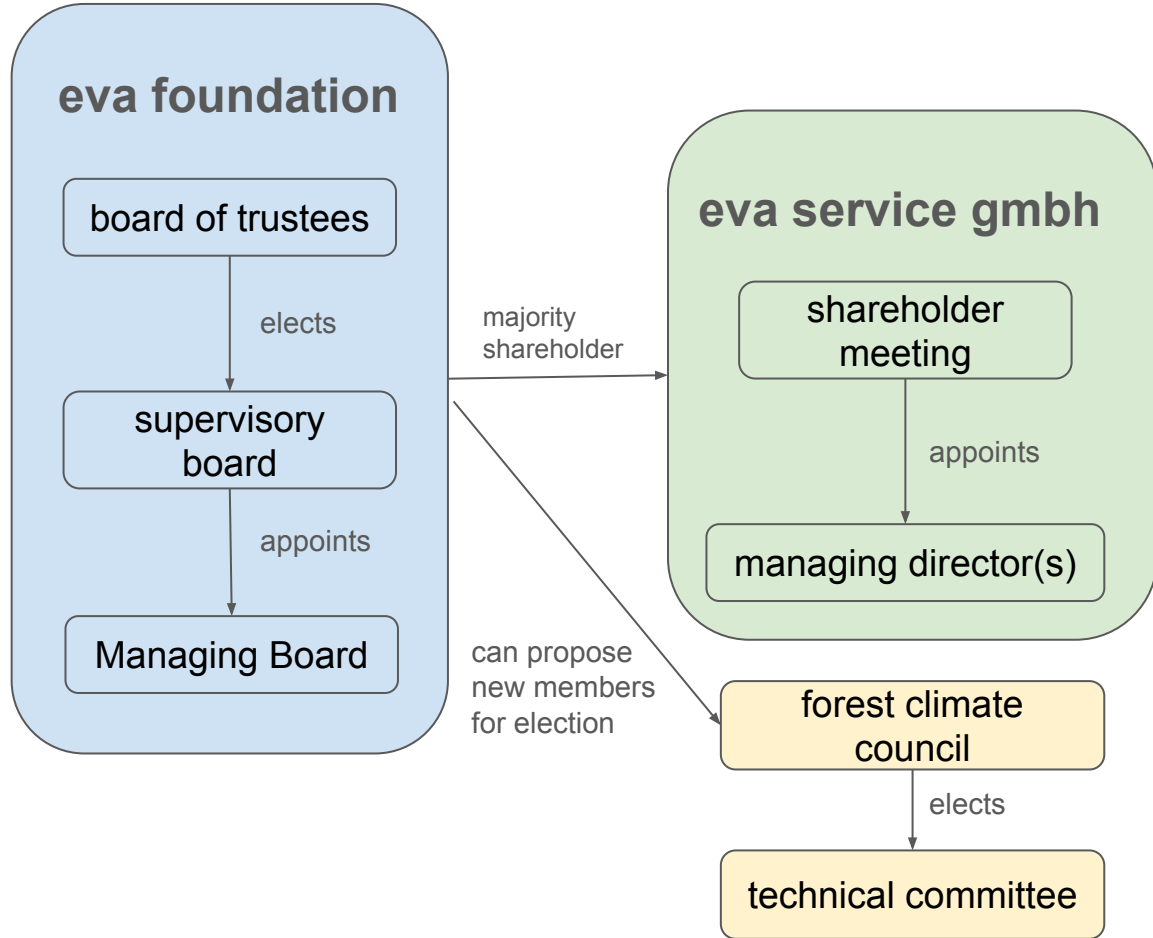 eva foundation
board of trustees
elects
supervisory
board
appoints
Managing Board
majority
shareholder
can propose
new members
for election
eva service gmbh
shareholder
meeting
appoints
managing director(s)
forest climate
council
elects
technical committee